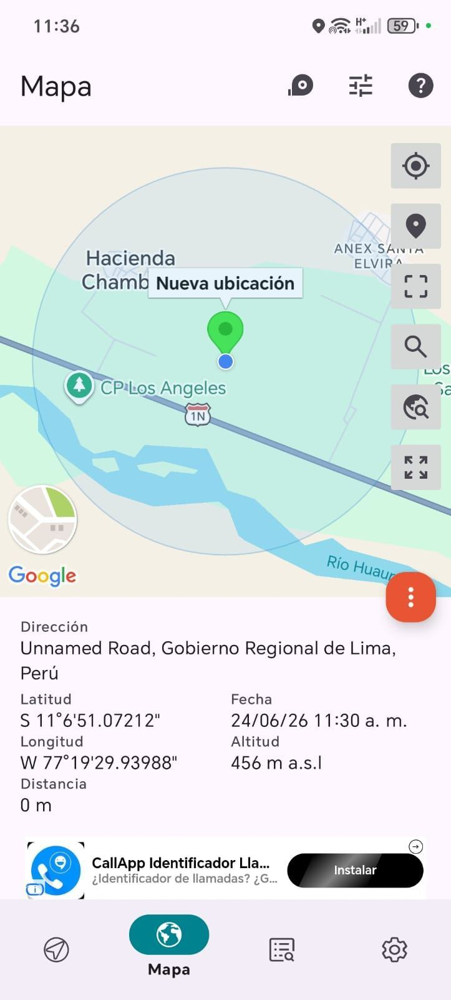 11:36
H+
59
Mapa
?
Hacienda
Chamb
ANEX SANTA
ELVIRA
Nueva ubicación
CP Los Angeles
1N
Los
Sa
Río Huaur
Google
Dirección
Unnamed Road, Gobierno Regional de Lima,
Perú
Latitud
Fecha
S 11°6'51.07212"
24/06/26 11:30 a. m.
Longitud
Altitud
W 77°19'29.93988"
456 m a.s.l
Distancia
0 m
CallApp Identificador Lla...
¿Identificador de llamadas? ¿G...
Instalar
Mapa